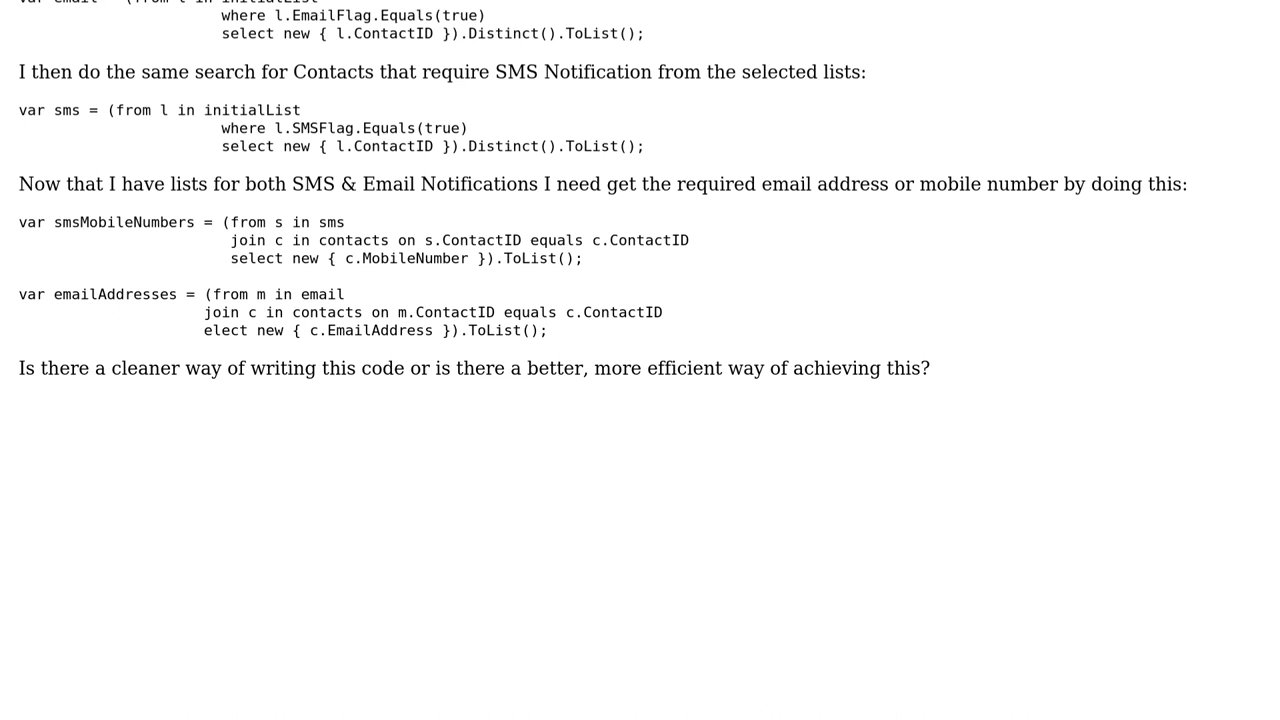 var email = (from l in initialList
where l.EmailFlag.Equals(true)
select new { l.ContactID }).Distinct().ToList();
I then do the same search for Contacts that require SMS Notification from the selected lists:
var sms = (from l in initialList
where l.SMSFlag.Equals(true)
select new { l.ContactID }).Distinct().ToList();
Now that I have lists for both SMS & Email Notifications I need get the required email address or mobile number by doing this:
var smsMobileNumbers = (from s in sms
join c in contacts on s.ContactID equals c.ContactID
select new { c.MobileNumber }).ToList();
var emailAddresses = (from m in email
join c in contacts on m.ContactID equals c.ContactID
elect new { c.EmailAddress }).ToList();
Is there a cleaner way of writing this code or is there a better, more efficient way of achieving this?